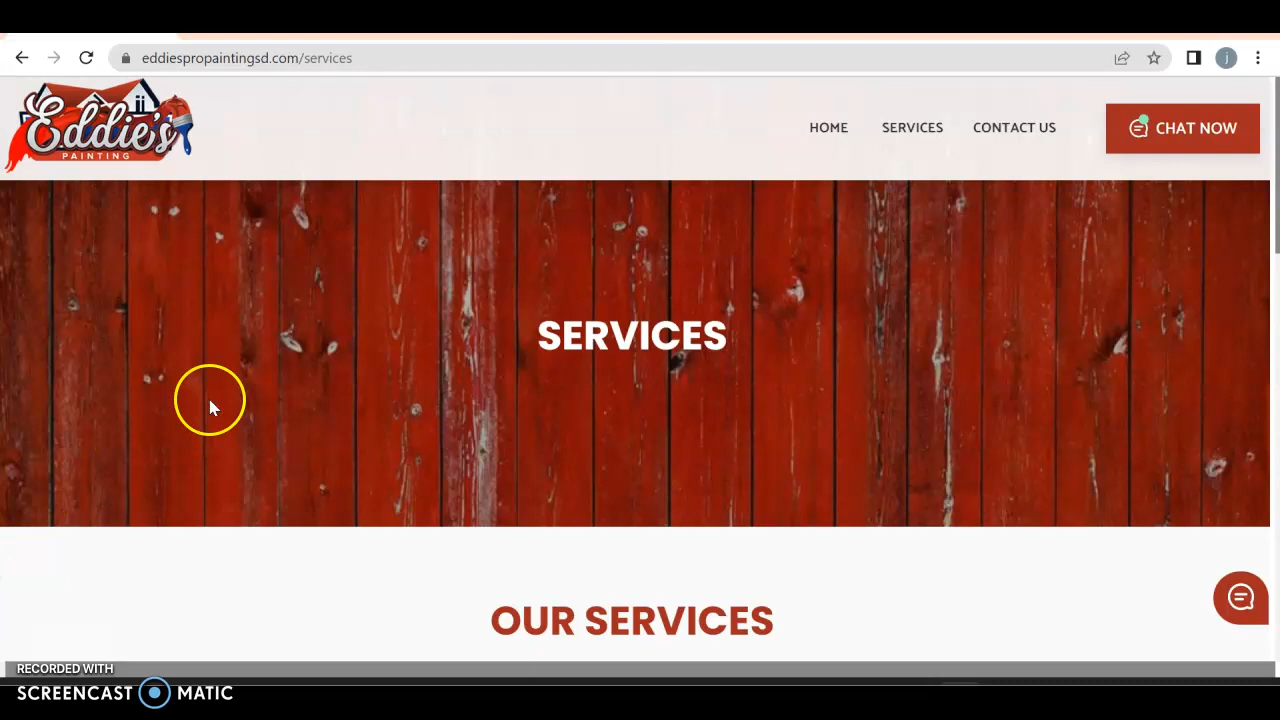 eddiespropaintingsd.com/services
j
Eddie's
PAINTING
HOME
SERVICES
CONTACT US
CHAT NOW
SERVICES
OUR SERVICES
RECORDED WITH
SCREENCAST MATIC